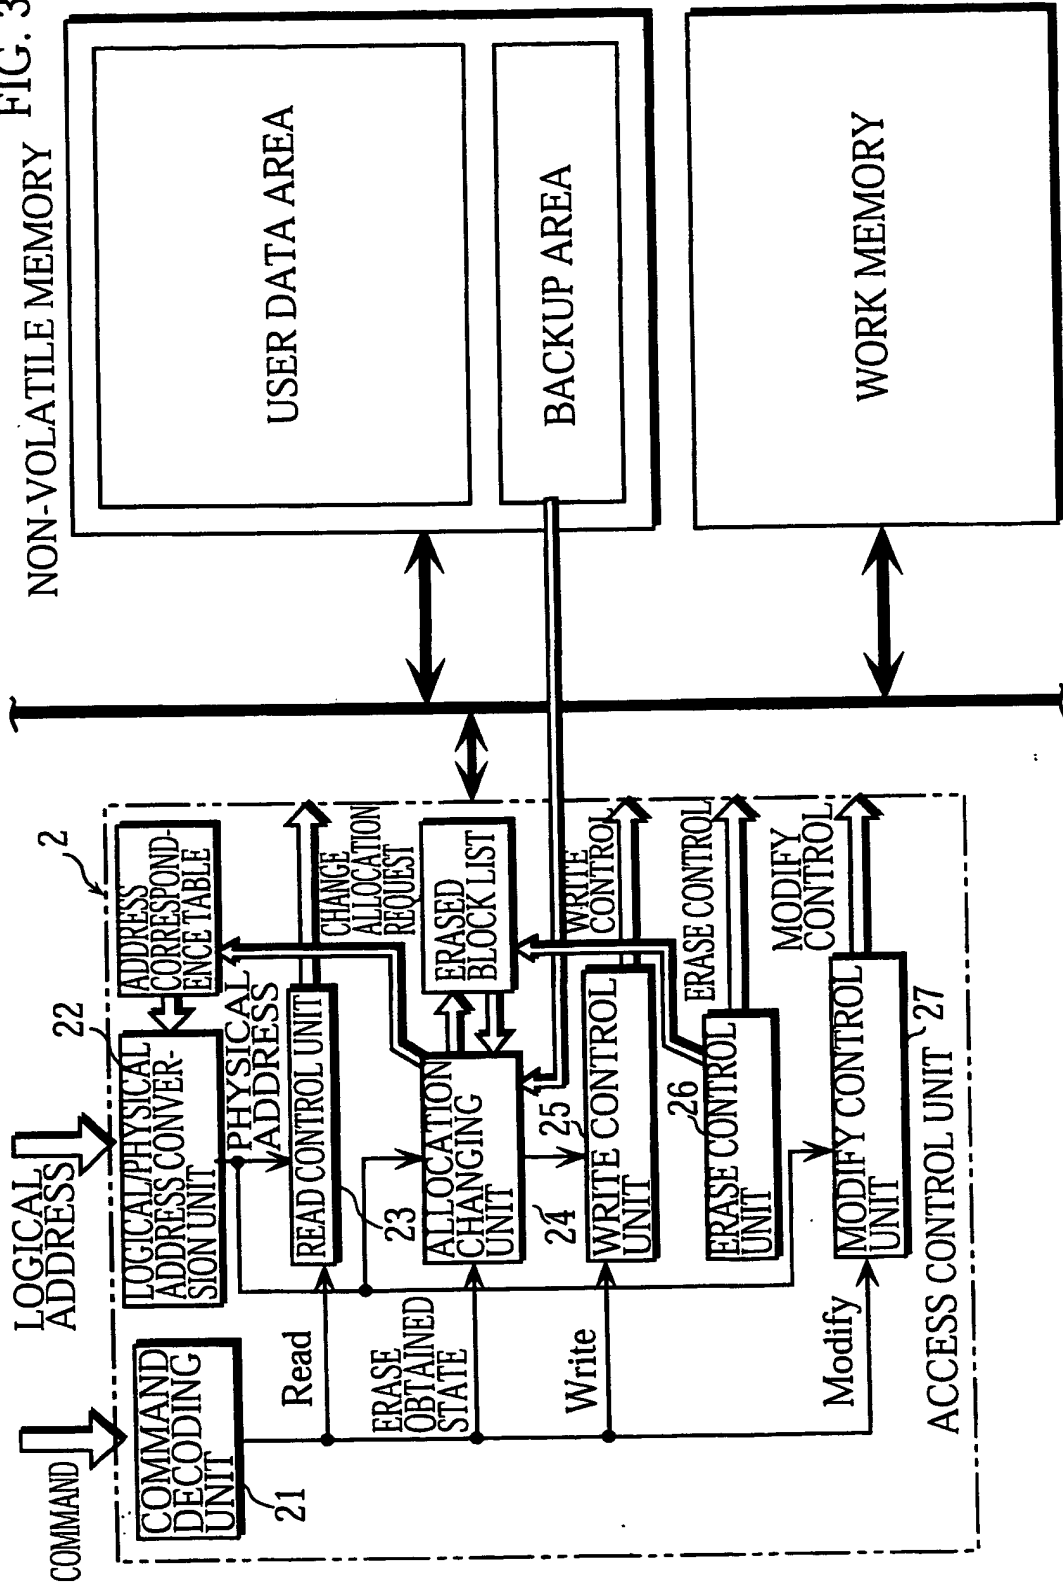 FIG. 3
COMMAND
LOGICAL
ADDRESS
NON-VOLATILE MEMORY
2
COMMAND
DECODING
UNIT
21
LOGICAL/PHYSICAL
ADDRESS CONVER-
SION UNIT
22
ADDRESS
CORRESPOND-
ENCE TABLE
PHYSICAL
ADDRESS
Read
READ CONTROL UNIT
23
CHANGE
ALLOCATION
REQUEST
ERASE
OBTAINED
STATE
ALLOCATION
CHANGING
UNIT
24
ERASED
BLOCK LIST
Write
WRITE CONTROL
UNIT
25
WRITE
CONTROL
ERASE CONTROL
UNIT
26
ERASE CONTROL
Modify
MODIFY CONTROL
UNIT
27
MODIFY
CONTROL
ACCESS CONTROL UNIT
USER DATA AREA
BACKUP AREA
WORK MEMORY